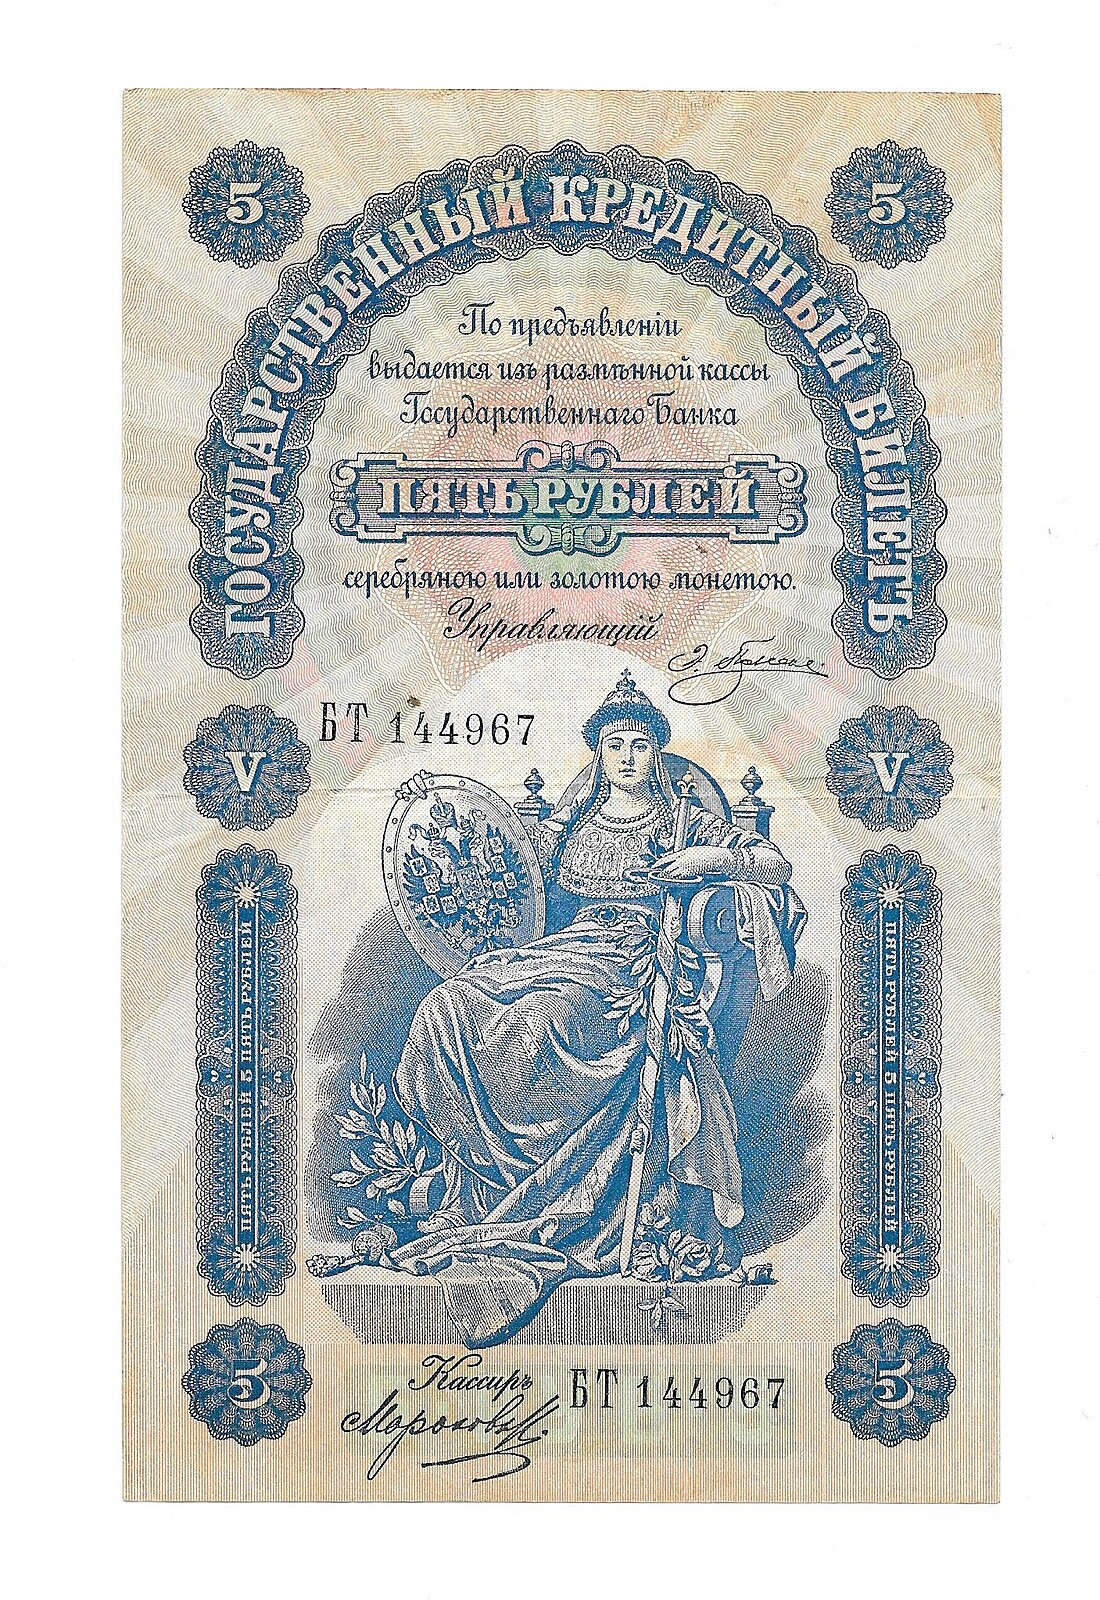 5 5
ГОСУДАРСТВЕННЫЙ КРЕДИТНЫЙ БИЛЕТЪ
По предъявленіи
выдается изъ размѣнной кассы
Государственнаго Банка
ПЯТЬ РУБЛЕЙ
серебряною или золотою монетою.
Управляющій
БТ 144967
V V
ПЯТЬ РУБЛЕЙ 5 ПЯТЬ РУБЛЕЙ
ПЯТЬ РУБЛЕЙ 5 ПЯТЬ РУБЛЕЙ
Кассиръ
БТ 144967
5 5